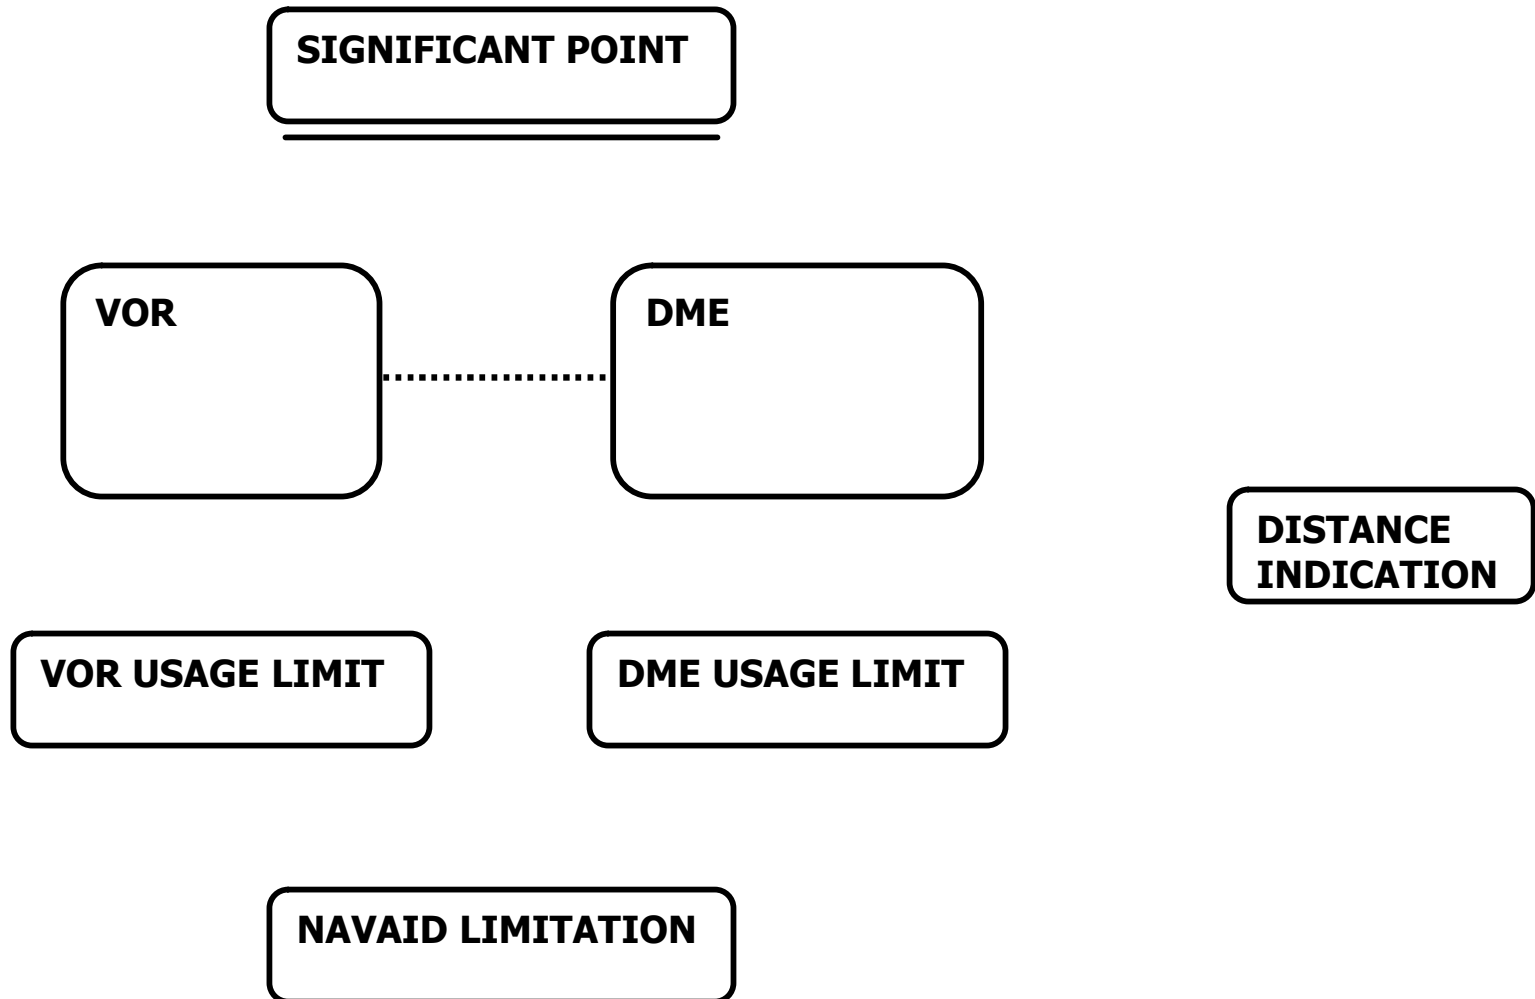 SIGNIFICANT POINT
VOR
DME
DISTANCE
INDICATION
VOR USAGE LIMIT
DME USAGE LIMIT
NAVAID LIMITATION